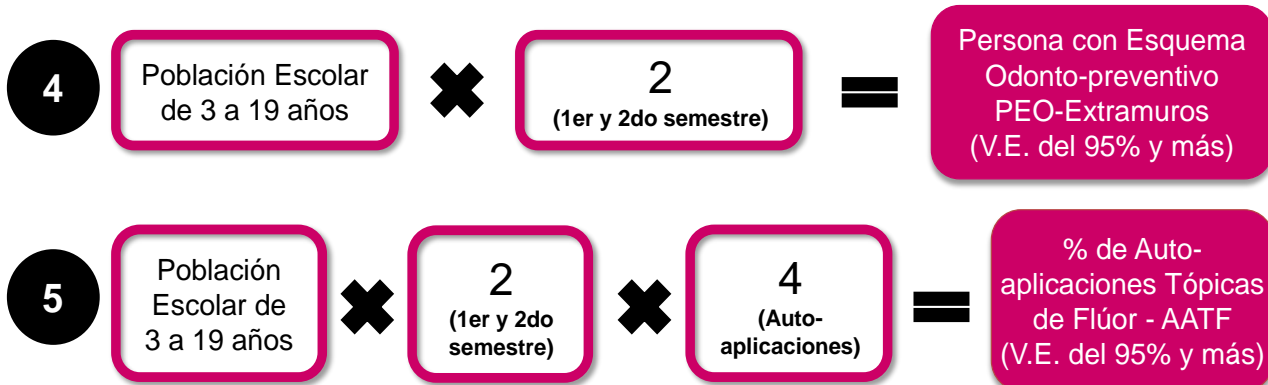 4
Población Escolar
de 3 a 19 años
2
(1er y 2do semestre)
Persona con Esquema
Odonto-preventivo
PEO-Extramuros
(V.E. del 95% y más)
5
Población
Escolar de
3 a 19 años
2
(1er y 2do
semestre)
4
(Auto-
aplicaciones)
% de Auto-
aplicaciones Tópicas
de Flúor - AATF
(V.E. del 95% y más)